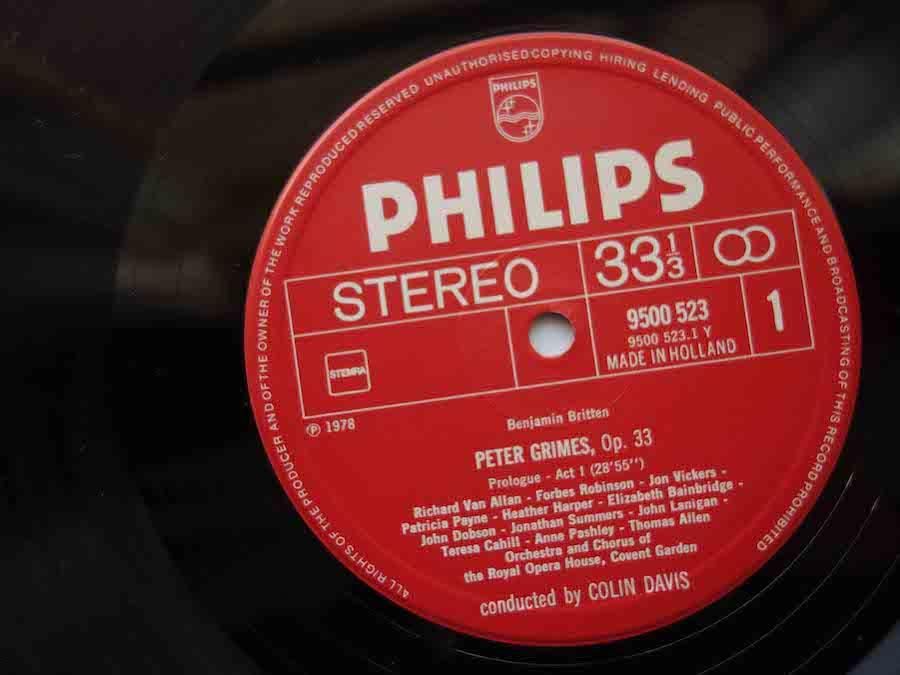 ALL RIGHTS OF THE PRODUCER AND OF THE OWNER OF THE WORK REPRODUCED RESERVED UNAUTHORISED COPYING HIRING LENDING PUBLIC PERFORMANCE AND BROADCASTING OF THIS RECORD PROHIBITED
PHILIPS
PHILIPS
STEREO
33 1/3
9500 523
9500 523.1 Y
MADE IN HOLLAND
1
STEMRA
℗ 1978
Benjamin Britten
PETER GRIMES, Op. 33
Prologue - Act 1 (28'55'')
Richard Van Allan - Forbes Robinson - Jon Vickers -
Patricia Payne - Heather Harper - Elizabeth Bainbridge -
John Dobson - Jonathan Summers - John Lanigan -
Teresa Cahill - Anne Pashley - Thomas Allen
Orchestra and Chorus of
the Royal Opera House, Covent Garden
conducted by COLIN DAVIS